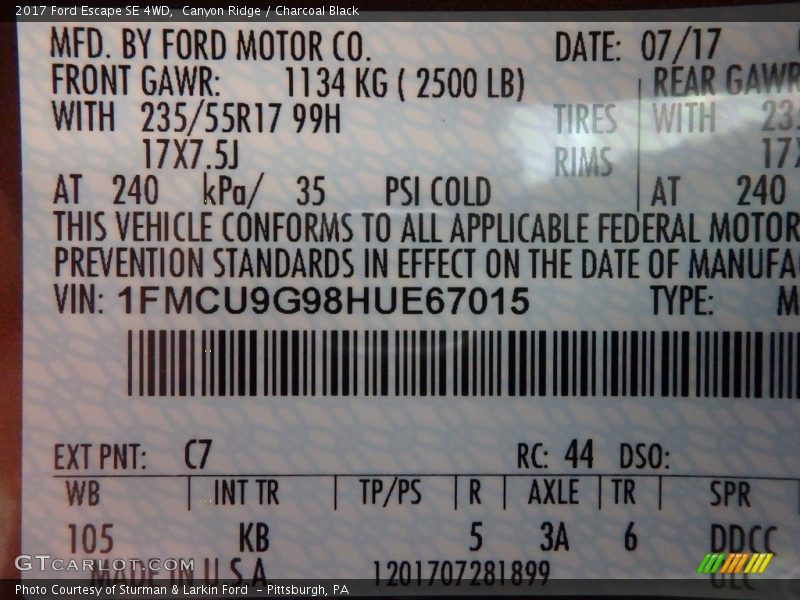 2017 Ford Escape SE 4WD, Canyon Ridge / Charcoal Black
MFD. BY FORD MOTOR CO. DATE: 07/17
FRONT GAWR: 1134 KG ( 2500 LB) REAR GAWR
WITH 235/55R17 99H TIRES WITH 23
17X7.5J RIMS 17X
AT 240 kPa/ 35 PSI COLD AT 240
THIS VEHICLE CONFORMS TO ALL APPLICABLE FEDERAL MOTOR
PREVENTION STANDARDS IN EFFECT ON THE DATE OF MANUFA
VIN: 1FMCU9G98HUE67015 TYPE: M
EXT PNT: C7 RC: 44 DSO:
WB INT TR TP/PS R AXLE TR SPR
105 KB 5 3A 6 DDCC
MADE IN U.S.A. 1201707281899
GTcarlot.com
Photo Courtesy of Sturman & Larkin Ford - Pittsburgh, PA